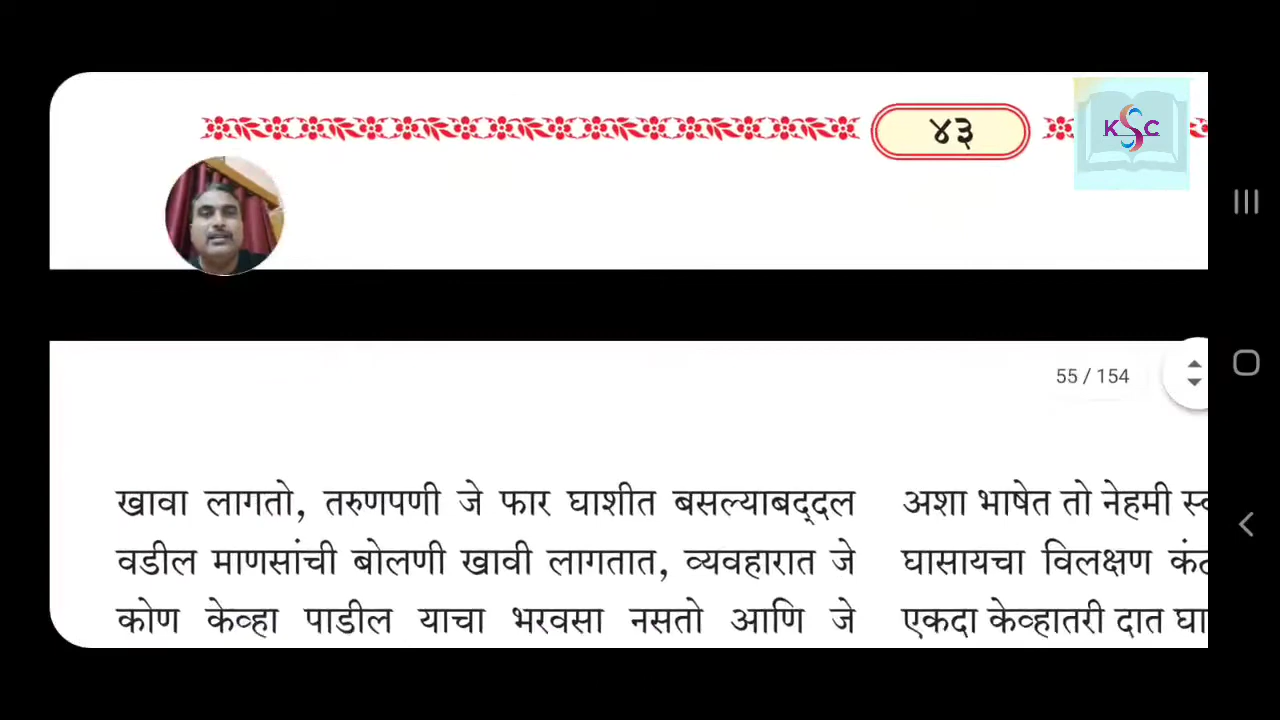 ४३
KSC
55 / 154
खावा लागतो, तरुणपणी जे फार घाशीत बसल्याबद्दल
वडील माणसांची बोलणी खावी लागतात, व्यवहारात जे
कोण केव्हा पाडील याचा भरवसा नसतो आणि जे
अशा भाषेत तो नेहमी
घासायचा विलक्षण
एकदा केव्हातरी दात